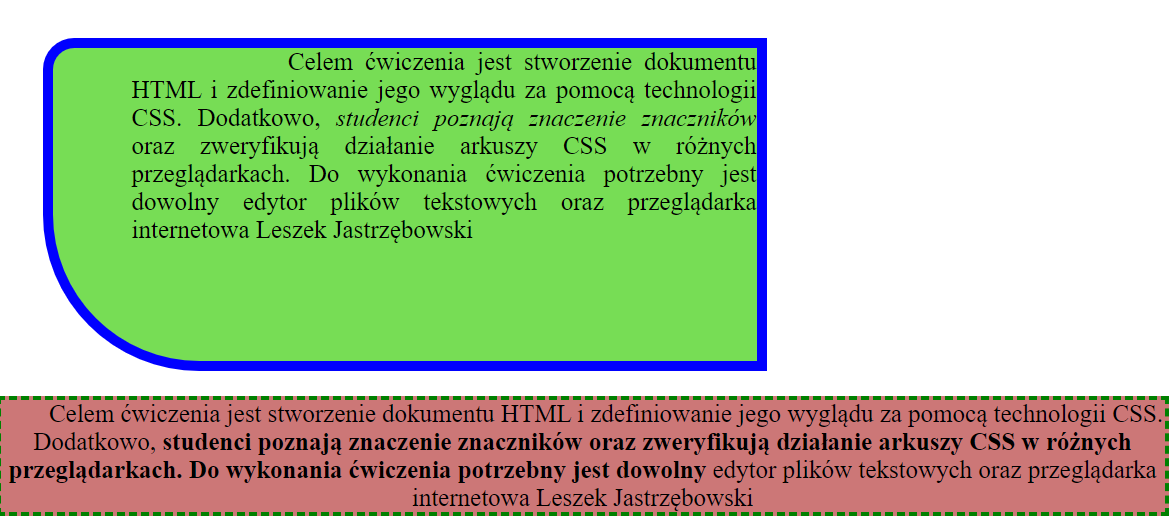 Celem ćwiczenia jest stworzenie dokumentu
HTML i zdefiniowanie jego wyglądu za pomocą technologii
CSS. Dodatkowo, studenci poznają znaczenie znaczników
oraz zweryfikują działanie arkuszy CSS w różnych
przeglądarkach. Do wykonania ćwiczenia potrzebny jest
dowolny edytor plików tekstowych oraz przeglądarka
internetowa Leszek Jastrzębowski
Celem ćwiczenia jest stworzenie dokumentu HTML i zdefiniowanie jego wyglądu za pomocą technologii CSS.
Dodatkowo, studenci poznają znaczenie znaczników oraz zweryfikują działanie arkuszy CSS w różnych
przeglądarkach. Do wykonania ćwiczenia potrzebny jest dowolny edytor plików tekstowych oraz przeglądarka
internetowa Leszek Jastrzębowski